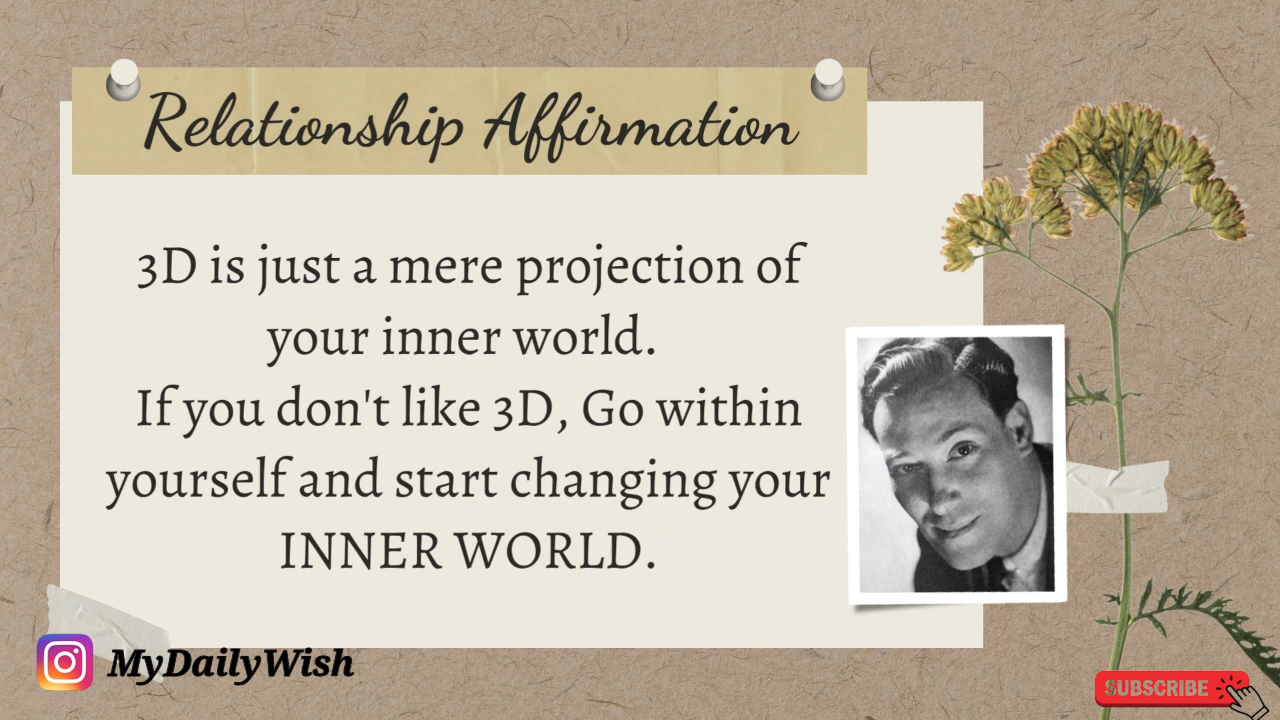 Relationship Affirmation
3D is just a mere projection of
your inner world.
If you don't like 3D, Go within
yourself and start changing your
INNER WORLD.
MyDailyWish
SUBSCRIBE